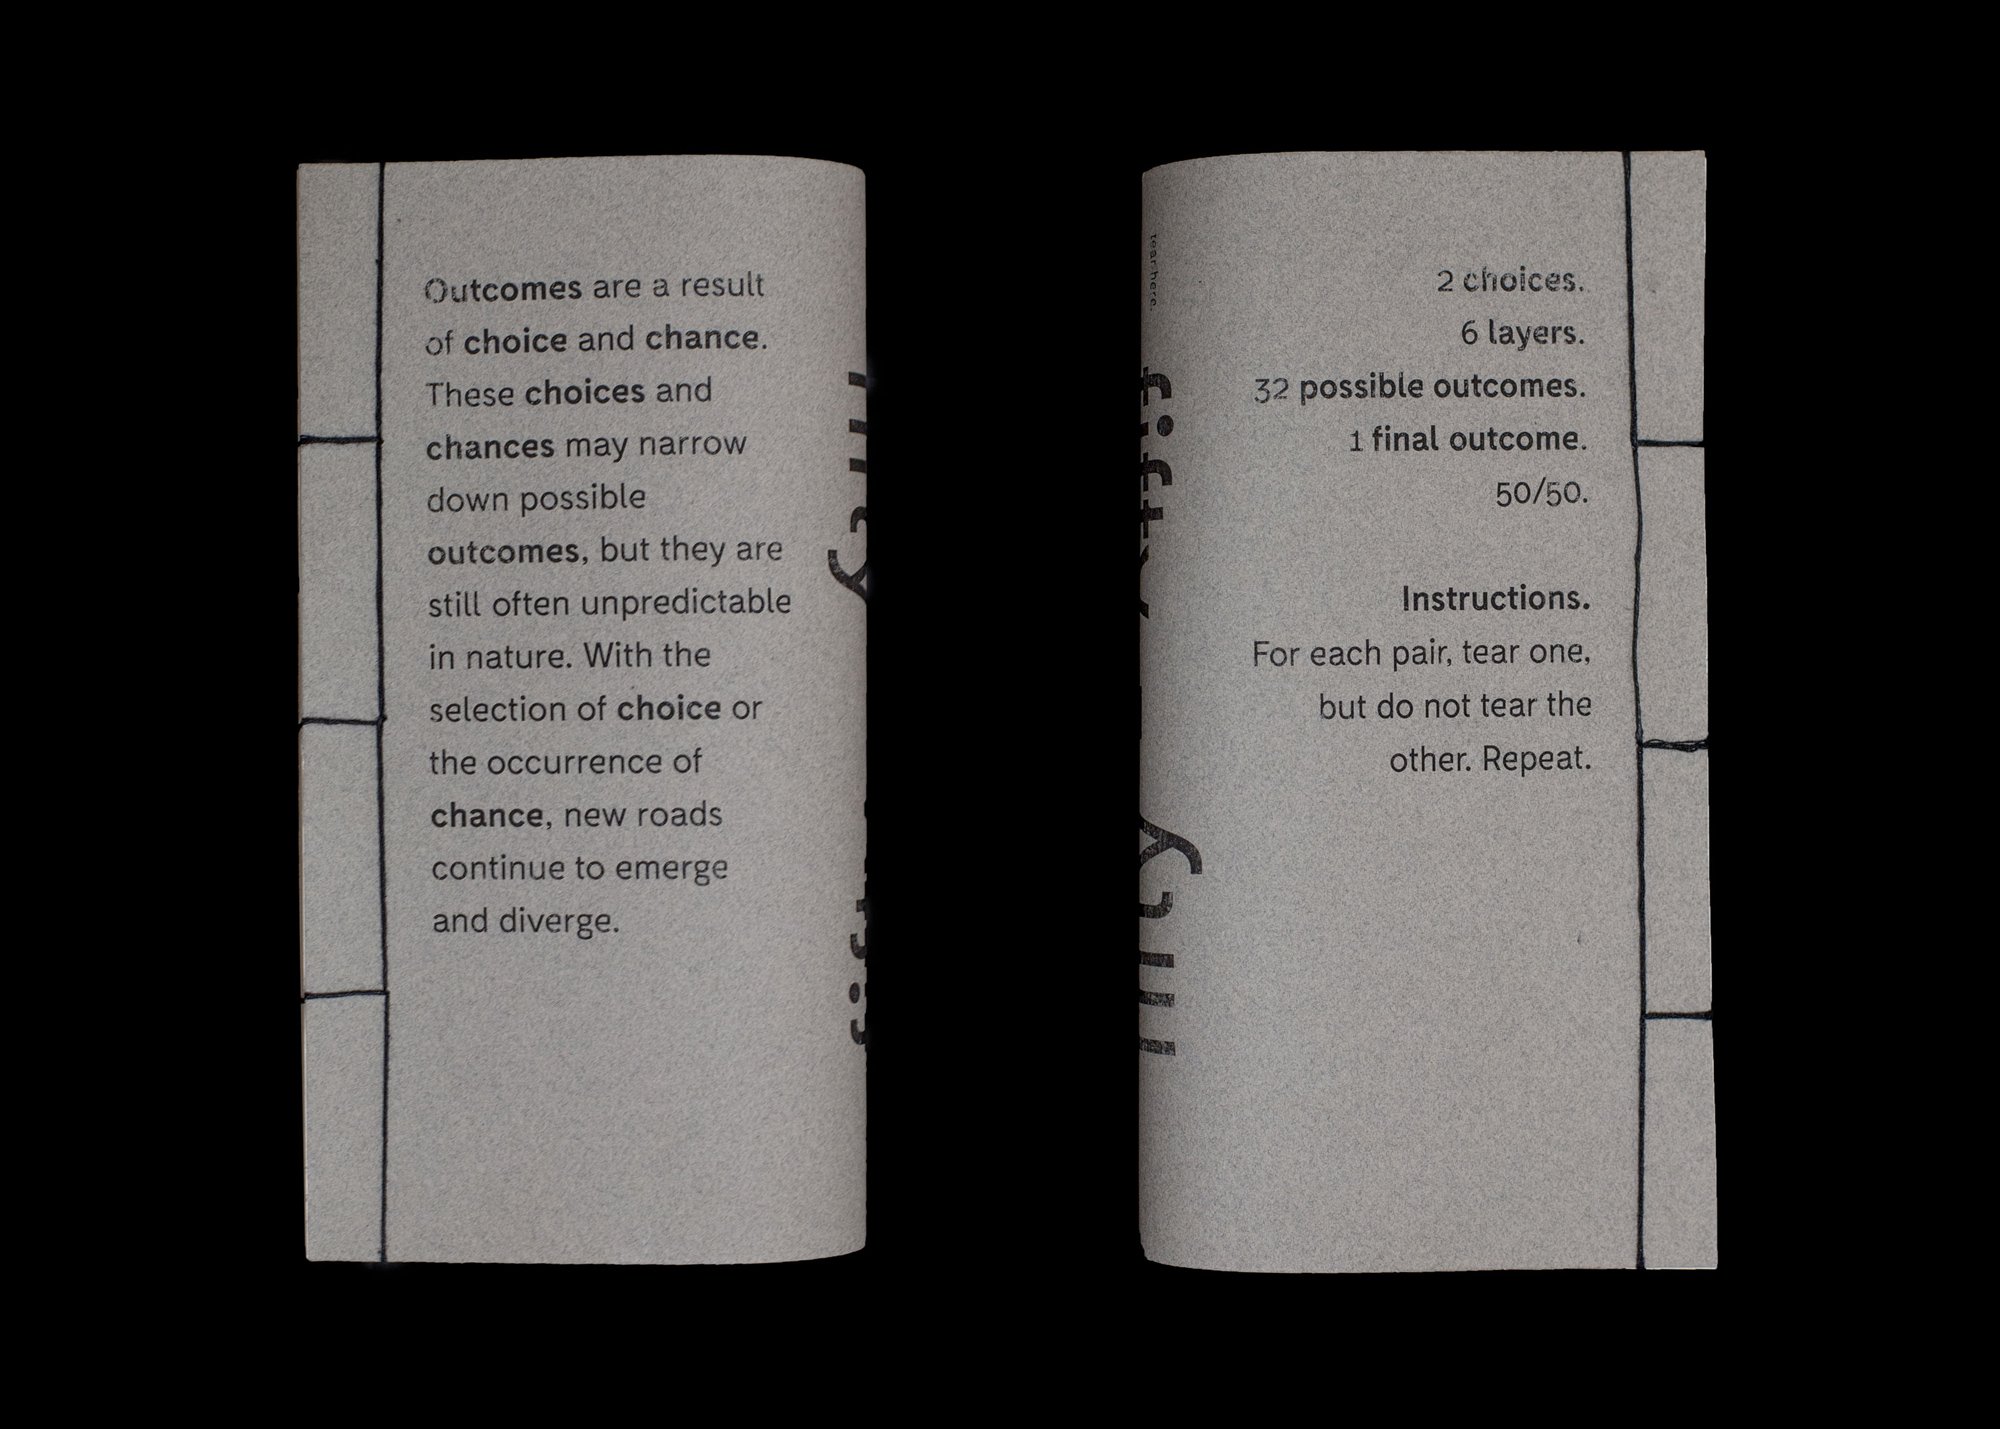 Outcomes are a result
of choice and chance.
These choices and
chances may narrow
down possible
outcomes, but they are
still often unpredictable
in nature. With the
selection of choice or
the occurrence of
chance, new roads
continue to emerge
and diverge.
tear here.
2 choices.
6 layers.
32 possible outcomes.
1 final outcome.
50/50.
Instructions.
For each pair, tear one,
but do not tear the
other. Repeat.